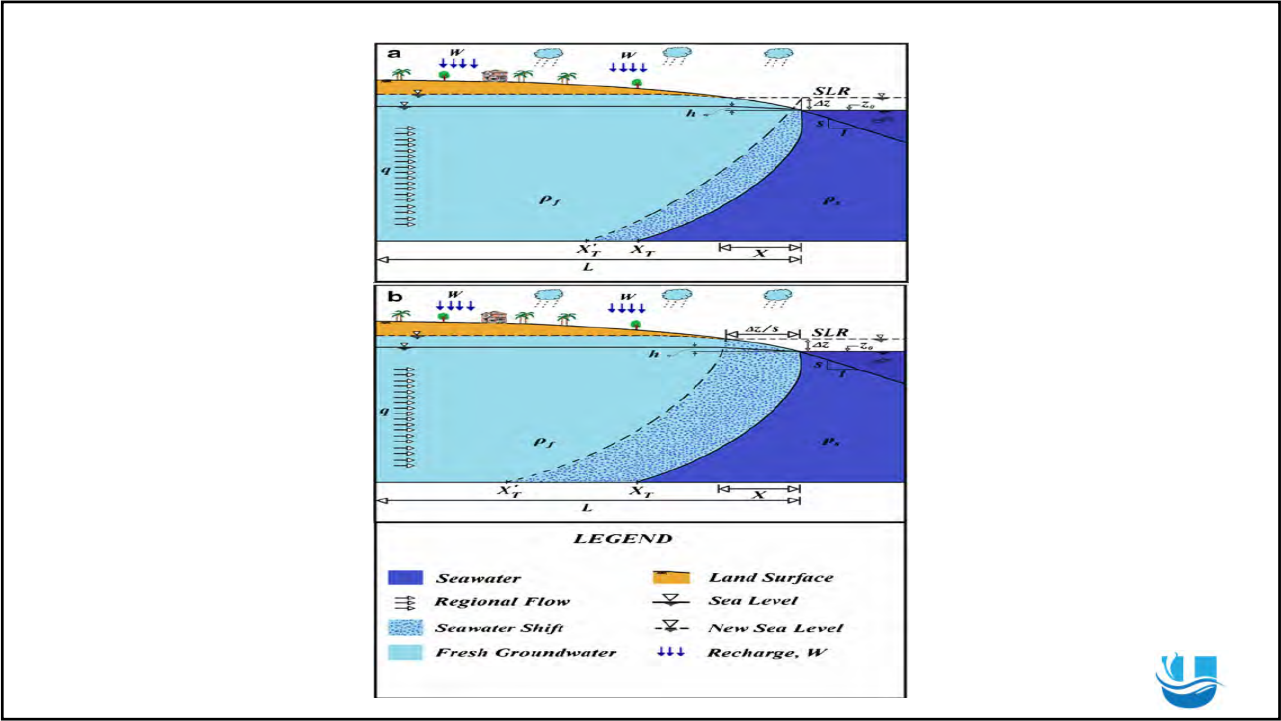 a
W
W
SLR
Δz
z₀
h
s
1
q
ρf
ρs
X'T
XT
X
L
b
W
W
Δz/s
SLR
Δz
z₀
h
s
1
q
ρf
ρs
X'T
XT
X
L
LEGEND
Seawater
Land Surface
Regional Flow
Sea Level
Seawater Shift
New Sea Level
Fresh Groundwater
Recharge, W